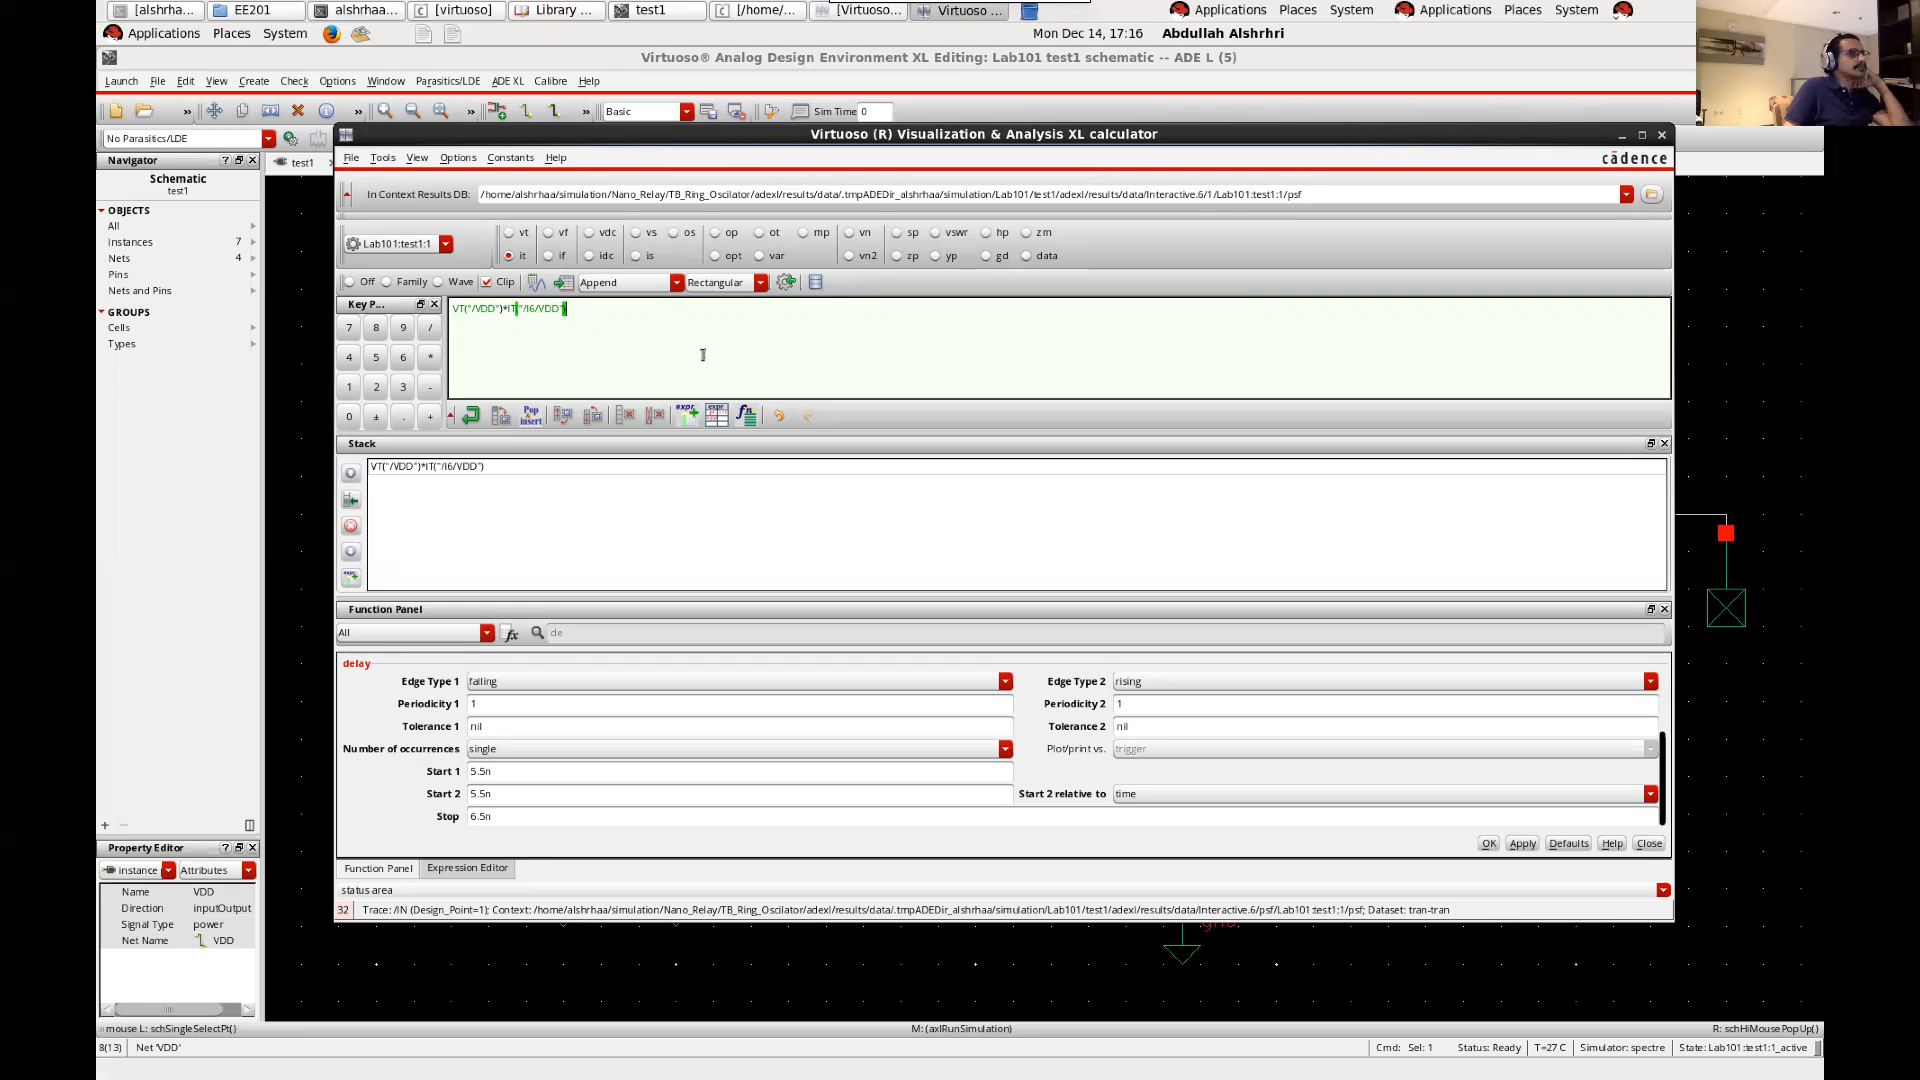 [alshrha...
EE201
alshrhaa...
[virtuoso]
Library ...
test1
[/home/...
[Virtuoso...
Virtuoso ...
Applications Places System
Applications Places System
Applications Places System
Mon Dec 14, 17:16
Abdullah Alshrhri
Virtuoso® Analog Design Environment XL Editing: Lab101 test1 schematic -- ADE L (5)
Launch File Edit View Create Check Options Window Parasitics/LDE ADE XL Calibre Help
» » » » Basic Sim Time 0
No Parasitics/LDE
Virtuoso (R) Visualization & Analysis XL calculator
Navigator
test1
File Tools View Options Constants Help
cādence
Schematic
test1
In Context Results DB: /home/alshrhaa/simulation/Nano_Relay/TB_Ring_Oscilator/adexl/results/data/.tmpADEDir_alshrhaa/simulation/Lab101/test1/adexl/results/data/Interactive.6/1/Lab101:test1:1/psf
OBJECTS
All
Instances 7
Nets 4
Pins
Nets and Pins
GROUPS
Cells
Types
Lab101:test1:1
vt vf vdc vs os op ot mp vn sp vswr hp zm
it if idc is opt var vn2 zp yp gd data
Off Family Wave Clip Append Rectangular
Key P...
VT("/VDD")*IT("/I6/VDD")
7 8 9 /
4 5 6 *
1 2 3 -
0 ± . +
Pop insert
expr
expr
fn
Stack
VT("/VDD")*IT("/I6/VDD")
Function Panel
All fx de
delay
Edge Type 1 falling Edge Type 2 rising
Periodicity 1 1 Periodicity 2 1
Tolerance 1 nil Tolerance 2 nil
Number of occurrences single Plot/print vs. trigger
Start 1 5.5n
Start 2 5.5n Start 2 relative to time
Stop 6.5n
OK Apply Defaults Help Close
Function Panel Expression Editor
status area
32 Trace: /IN (Design_Point=1); Context: /home/alshrhaa/simulation/Nano_Relay/TB_Ring_Oscilator/adexl/results/data/.tmpADEDir_alshrhaa/simulation/Lab101/test1/adexl/results/data/Interactive.6/psf/Lab101:test1:1/psf; Dataset: tran-tran
Property Editor
instance Attributes
Name VDD
Direction inputOutput
Signal Type power
Net Name VDD
gnd
mouse L: schSingleSelectPt()
M: (axlRunSimulation)
R: schHiMousePopUp()
8(13) Net 'VDD'
Cmd: Sel: 1 Status: Ready T=27 C Simulator: spectre State: Lab101:test1:1_active